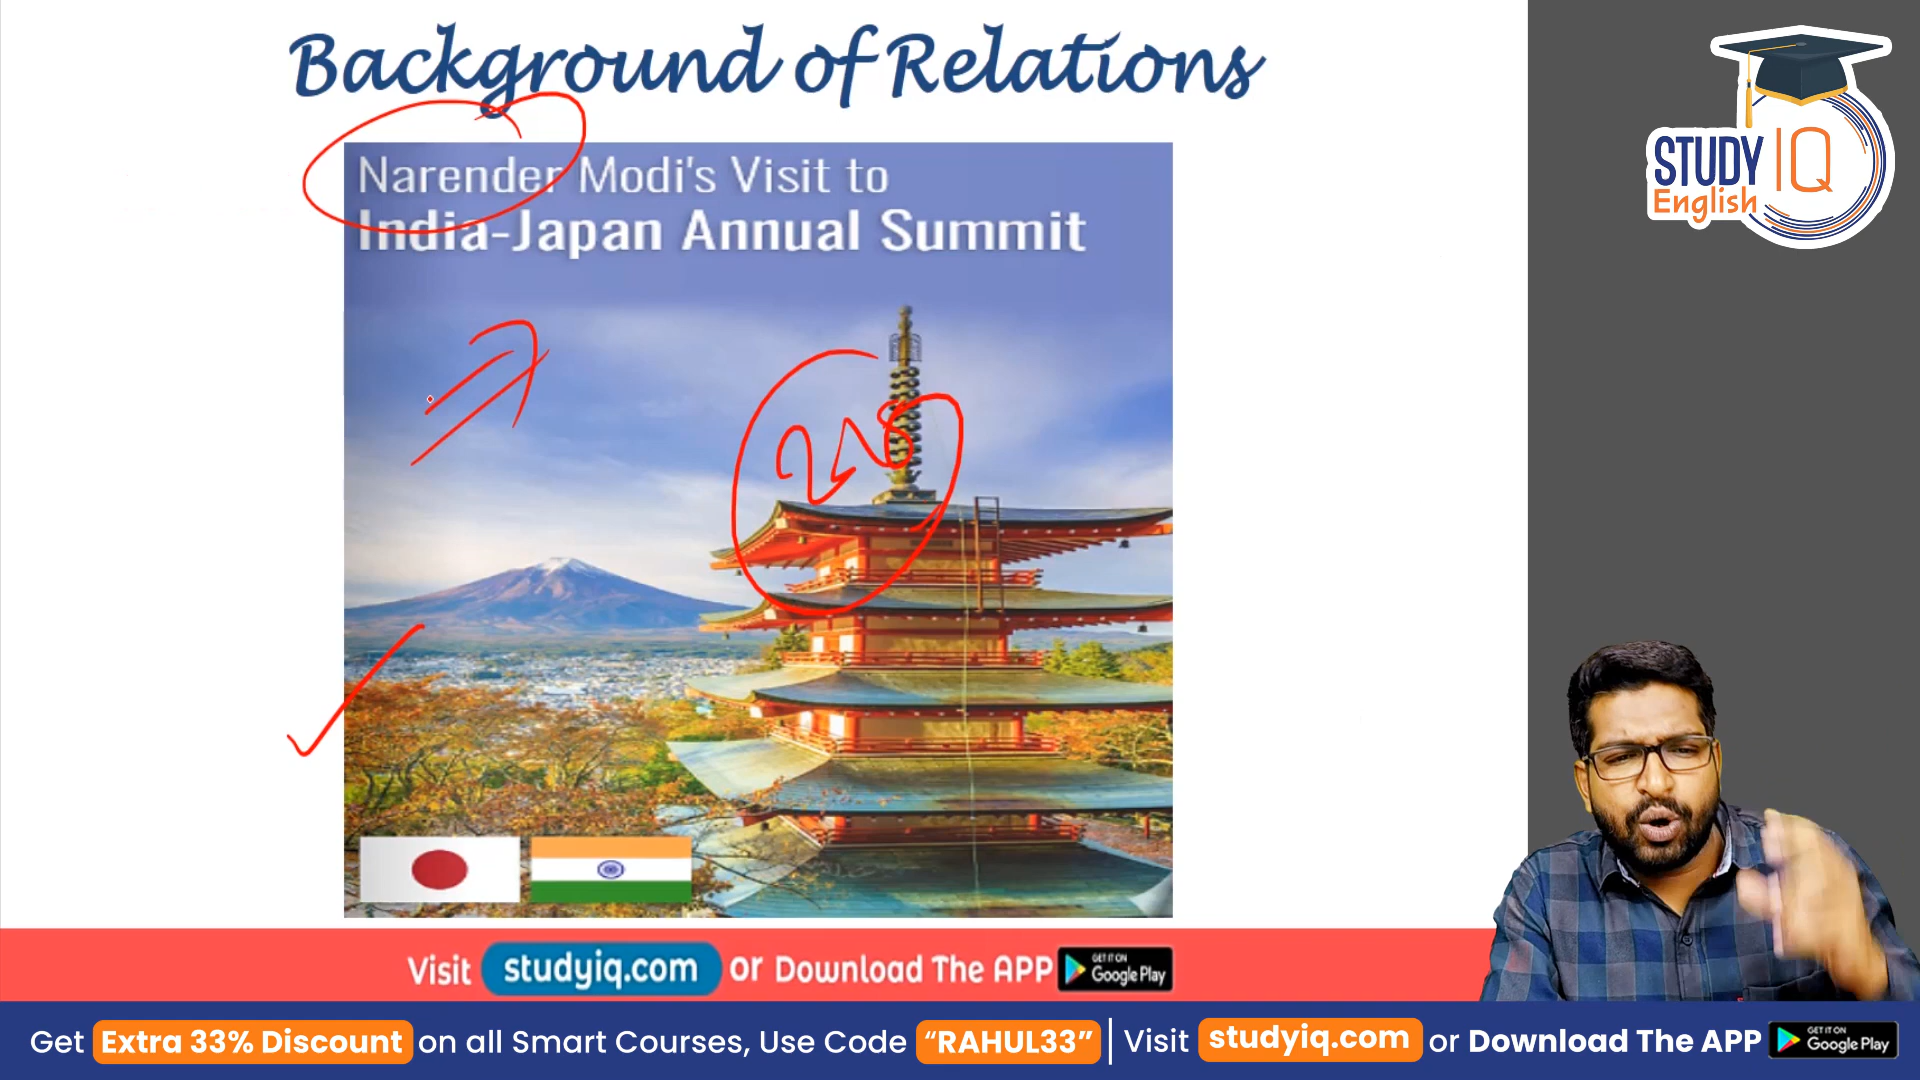 Background of Relations
Narender Modi's Visit to
India-Japan Annual Summit
STUDY IQ
English
Visit studyiq.com or Download The APP GET IT ON Google Play
Get Extra 33% Discount on all Smart Courses, Use Code “RAHUL33” | Visit studyiq.com or Download The APP GET IT ON Google Play